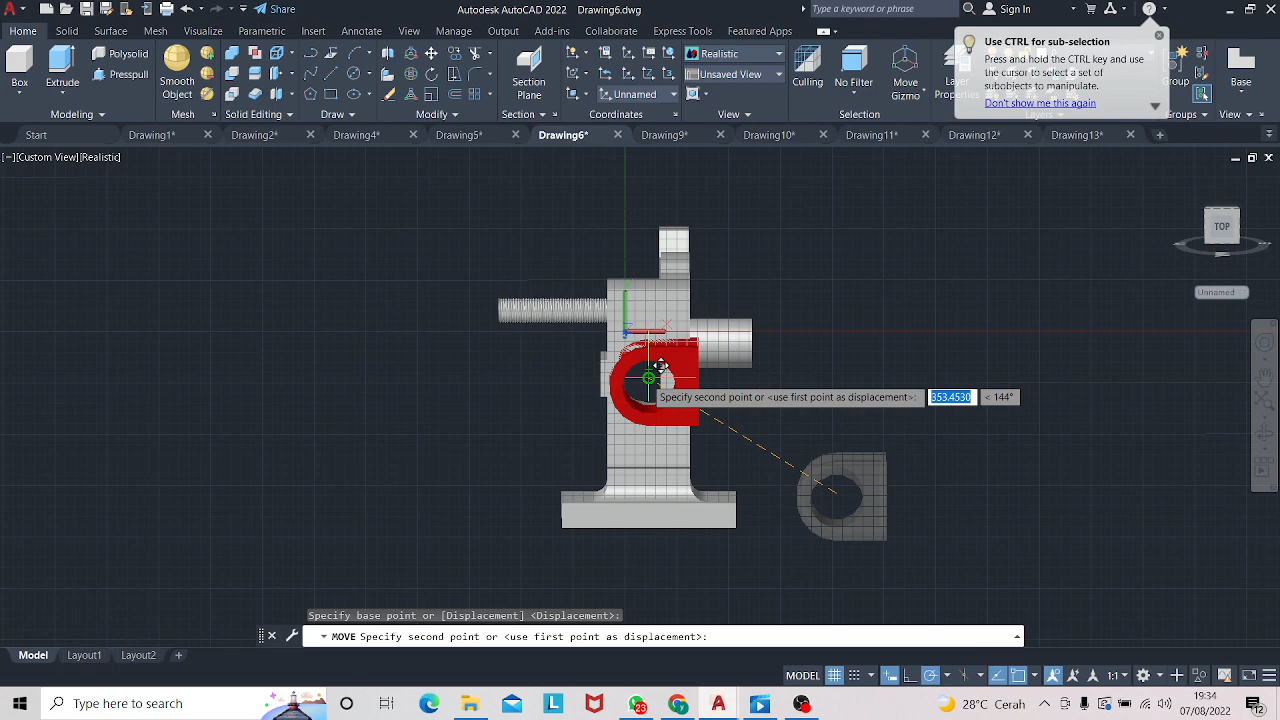 Share
Autodesk AutoCAD 2022 Drawing6.dwg
Type a keyword or phrase
Sign In
Home Solid Surface Mesh Visualize Parametric Insert Annotate View Manage Output Add-ins Collaborate Express Tools Featured Apps
Box
Extrude
Polysolid
Presspull
Smooth
Object
Section
Plane
Unnamed
Realistic
Unsaved View
Culling
No Filter
Move
Gizmo
Layer
Properties
Group
Base
Modeling
Mesh
Solid Editing
Draw
Modify
Section
Coordinates
View
Selection
Layers
Groups
View
Use CTRL for sub-selection
Press and hold the CTRL key and use
the cursor to select a set of
subobjects to manipulate.
Don't show me this again
Start Drawing1* Drawing2* Drawing4* Drawing5* Drawing6* Drawing9* Drawing10* Drawing11* Drawing12* Drawing13*
[−][Custom View][Realistic]
TOP
Unnamed
Specify second point or <use first point as displacement>: 353.4530 < 144°
Specify base point or [Displacement] <Displacement>:
MOVE Specify second point or <use first point as displacement>:
Model Layout1 Layout2
MODEL
1:1
Type here to search
23
28°C Cerah
19:34
07/08/2022
12